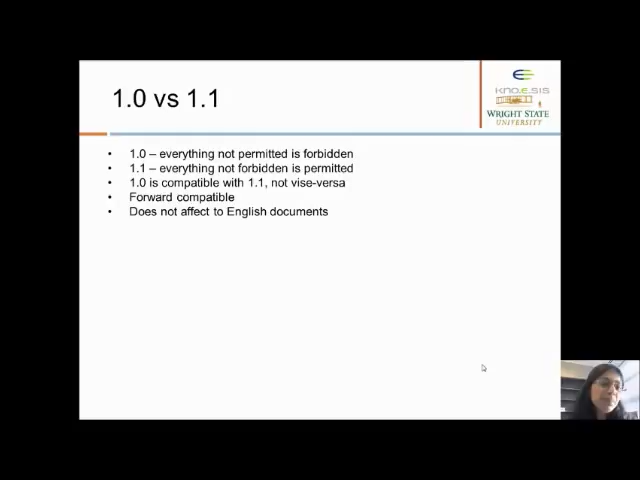 1.0 vs 1.1
KNO.E.SIS
WRIGHT STATE
UNIVERSITY
• 1.0 – everything not permitted is forbidden
• 1.1 – everything not forbidden is permitted
• 1.0 is compatible with 1.1, not vise-versa
• Forward compatible
• Does not affect to English documents